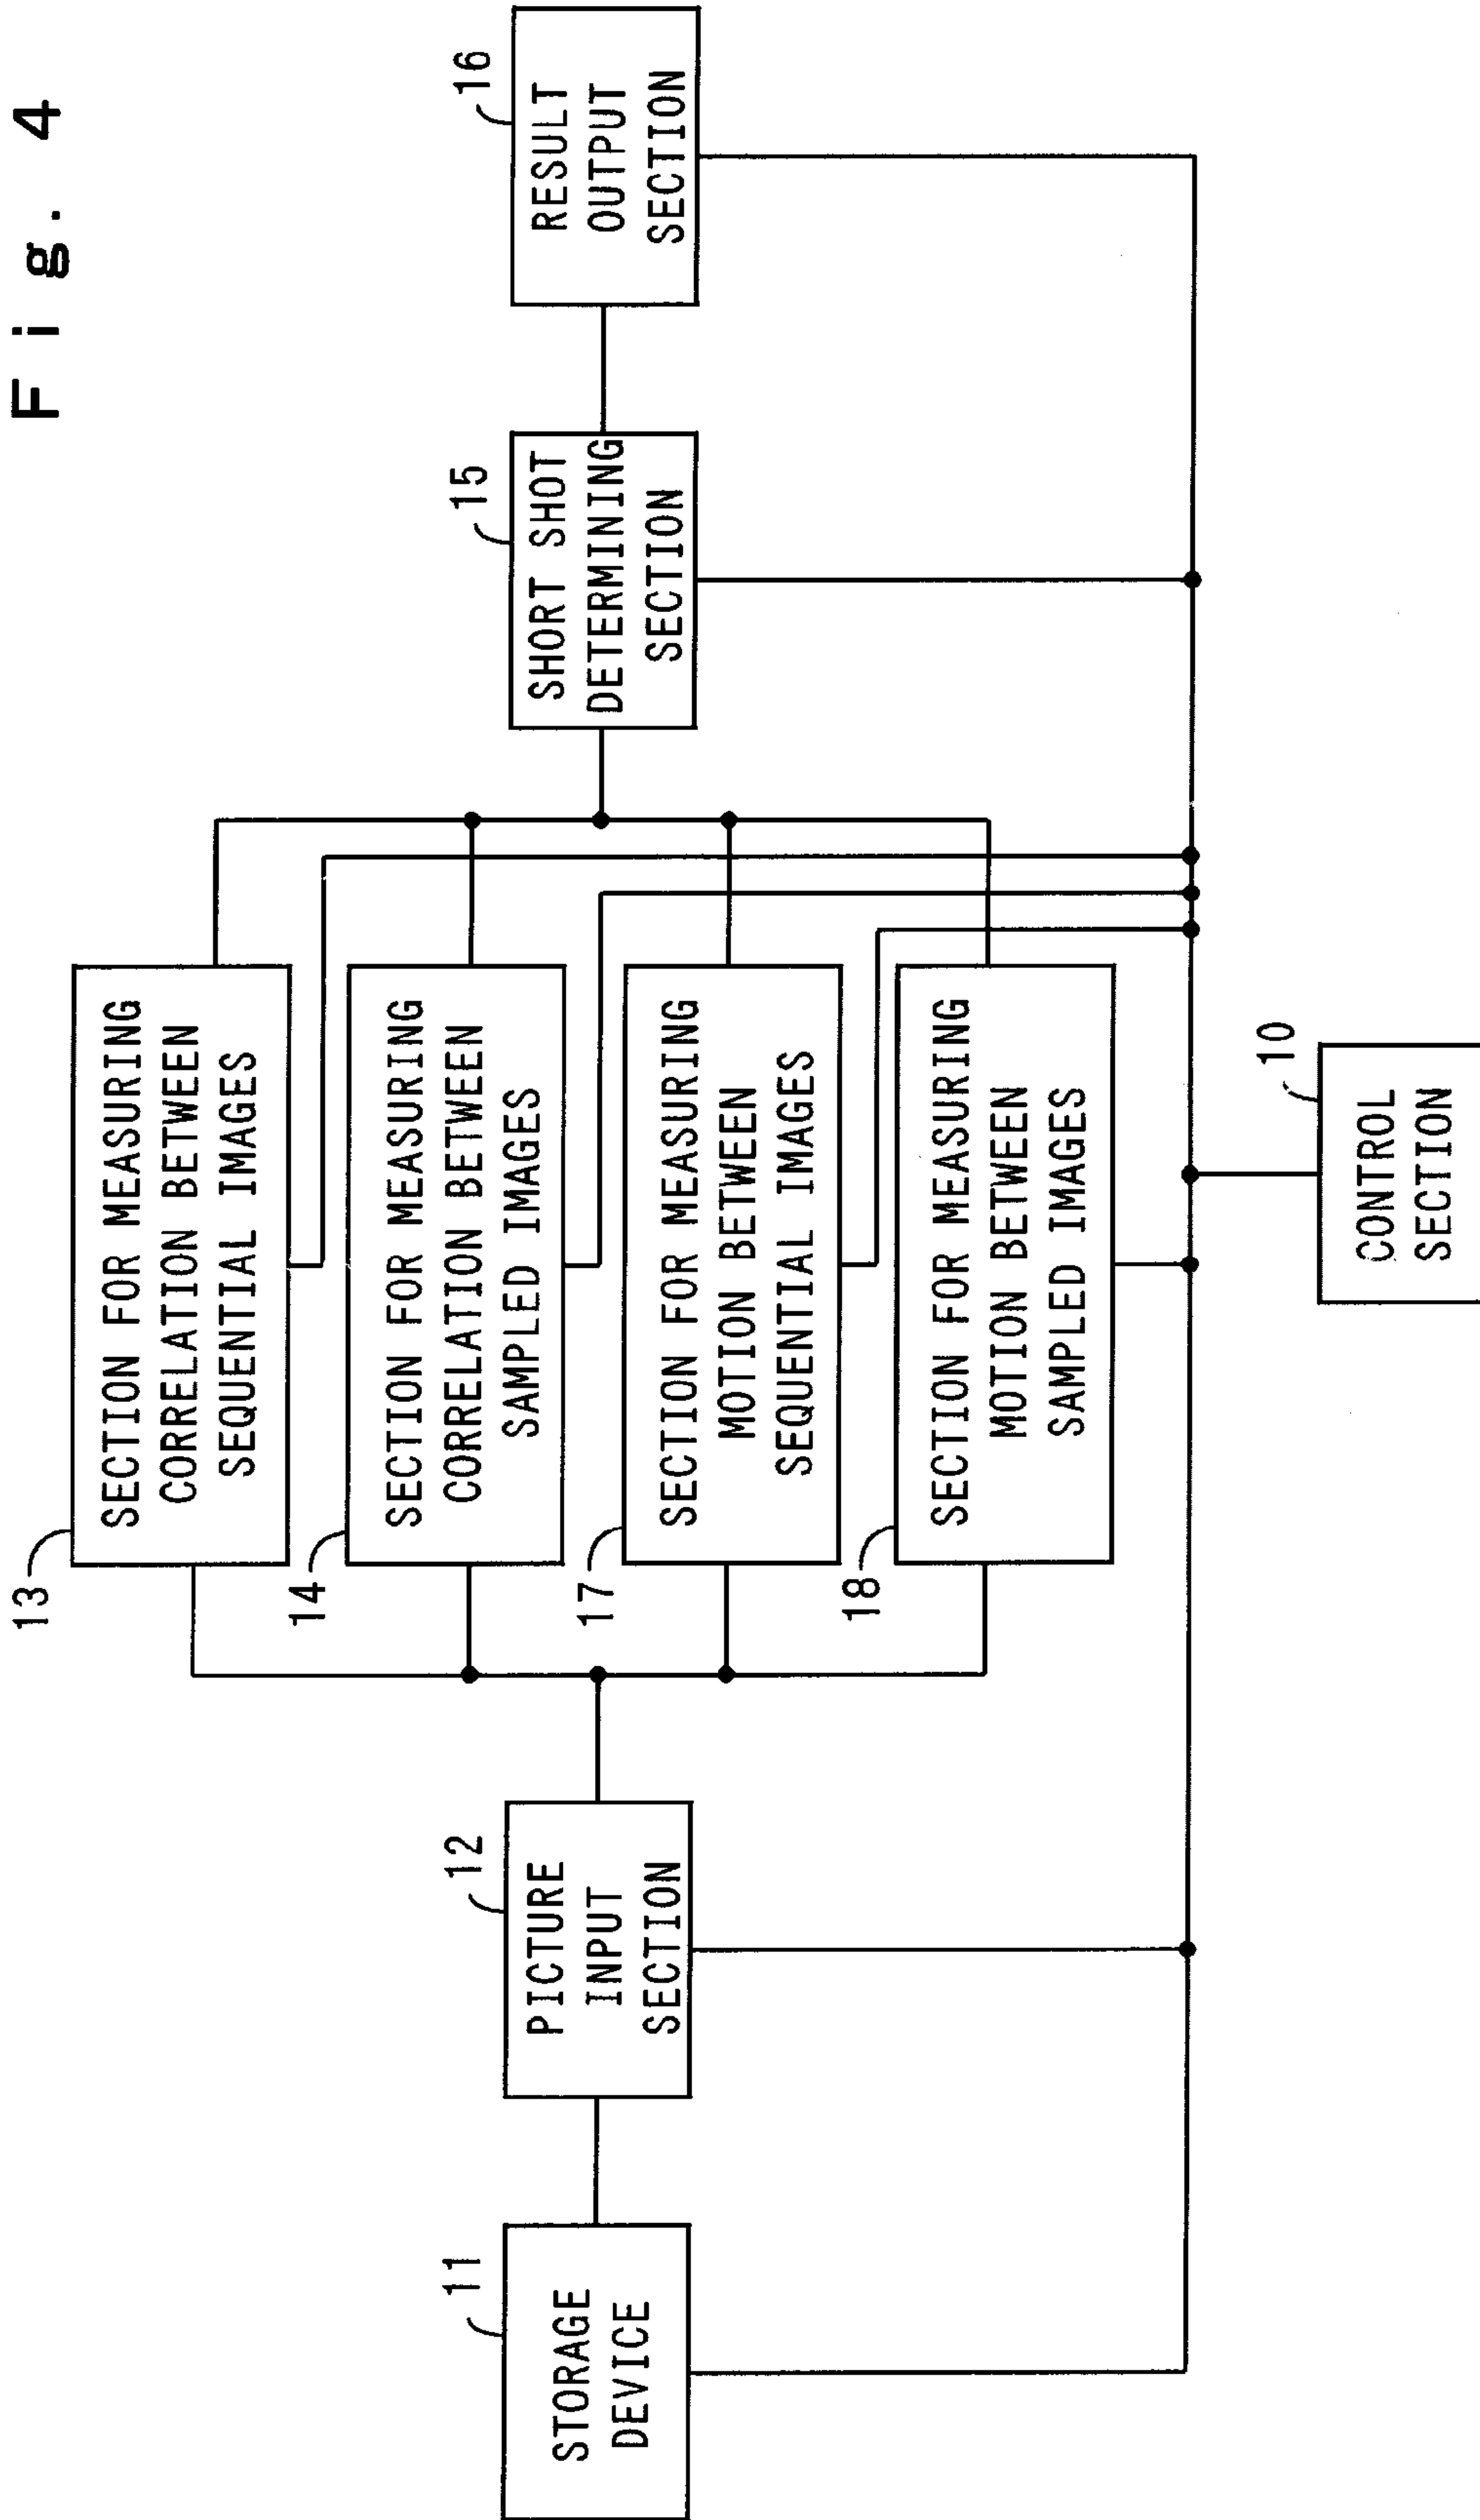 Fig. 4
11
STORAGE
DEVICE
12
PICTURE
INPUT
SECTION
13
SECTION FOR MEASURING
CORRELATION BETWEEN
SEQUENTIAL IMAGES
14
SECTION FOR MEASURING
CORRELATION BETWEEN
SAMPLED IMAGES
17
SECTION FOR MEASURING
MOTION BETWEEN
SEQUENTIAL IMAGES
18
SECTION FOR MEASURING
MOTION BETWEEN
SAMPLED IMAGES
15
SHORT SHOT
DETERMINING
SECTION
16
RESULT
OUTPUT
SECTION
10
CONTROL
SECTION